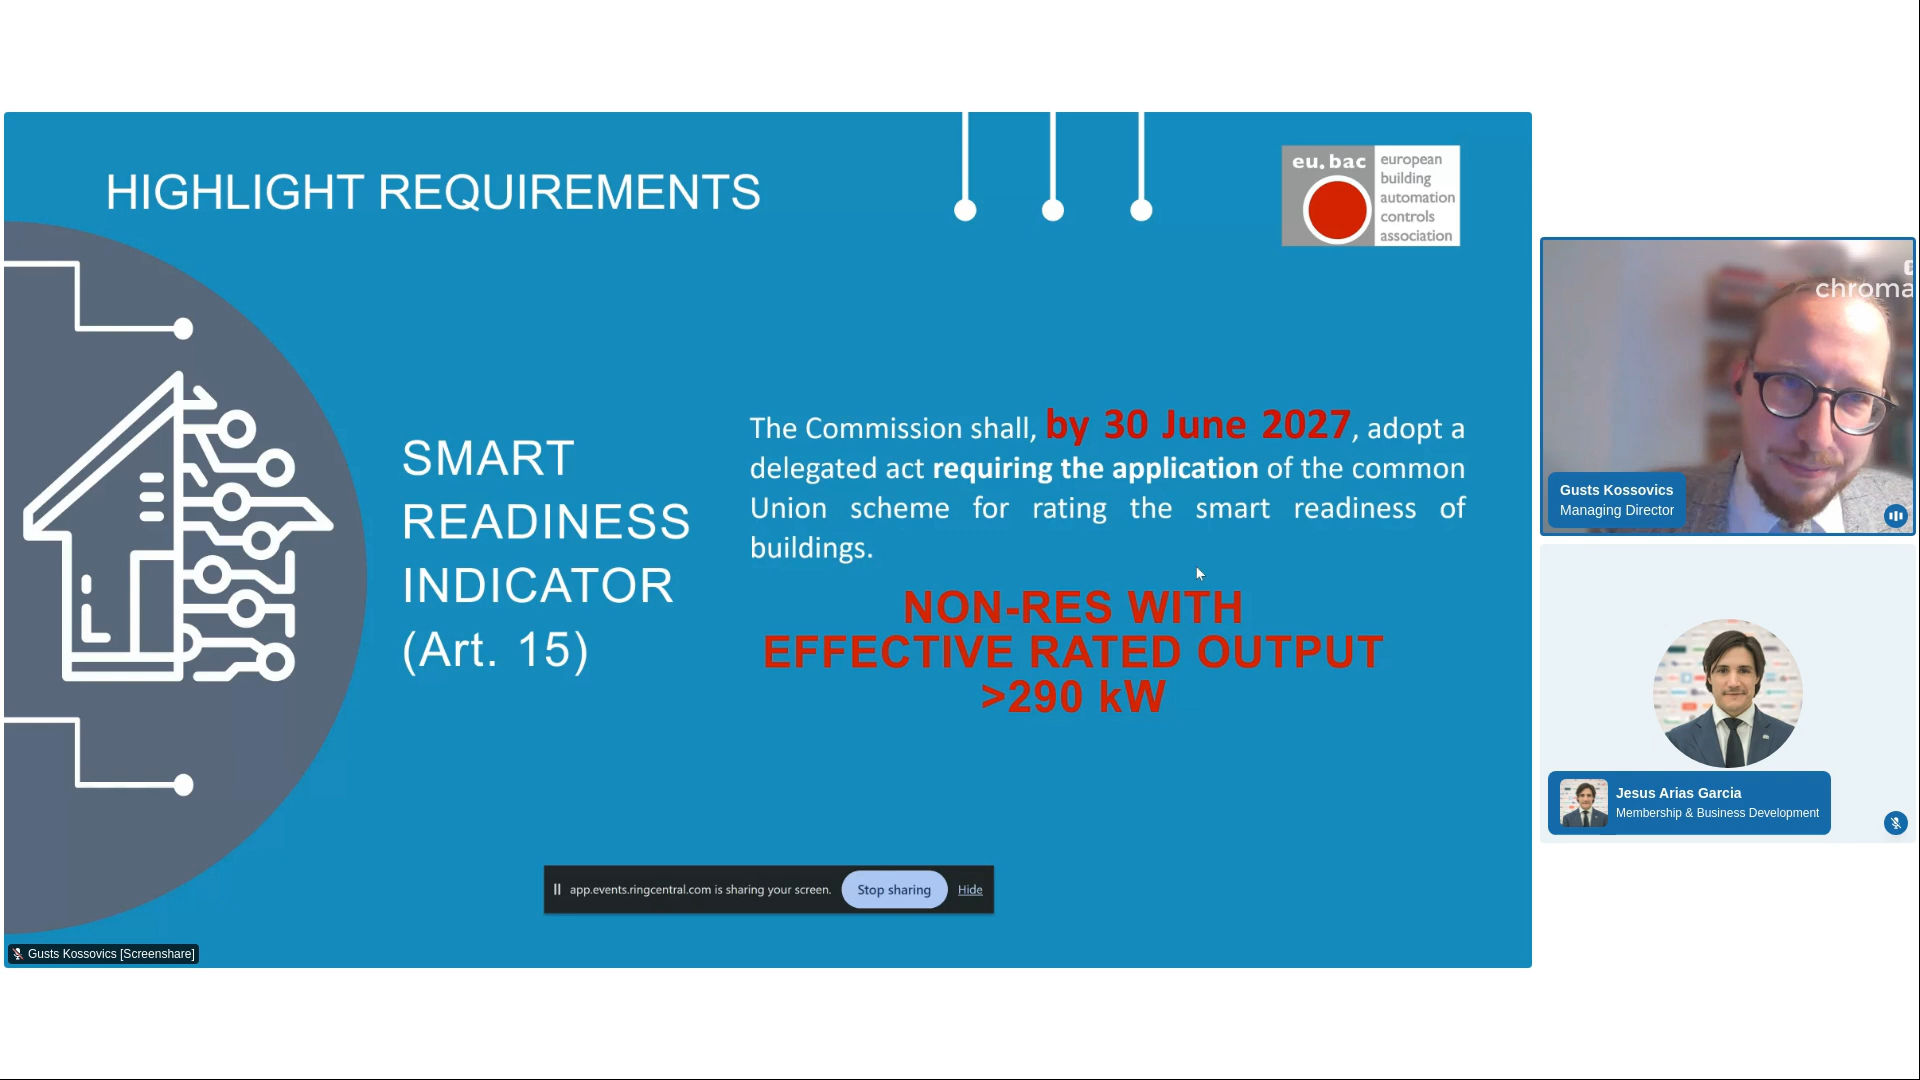 HIGHLIGHT REQUIREMENTS
eu.bac
european
building
automation
controls
association
SMART
READINESS
INDICATOR
(Art. 15)
The Commission shall, by 30 June 2027, adopt a
delegated act requiring the application of the common
Union scheme for rating the smart readiness of
buildings.
NON-RES WITH
EFFECTIVE RATED OUTPUT
>290 kW
app.events.ringcentral.com is sharing your screen.
Stop sharing
Hide
Gusts Kossovics [Screenshare]
chroma
Gusts Kossovics
Managing Director
Jesus Arias Garcia
Membership & Business Development